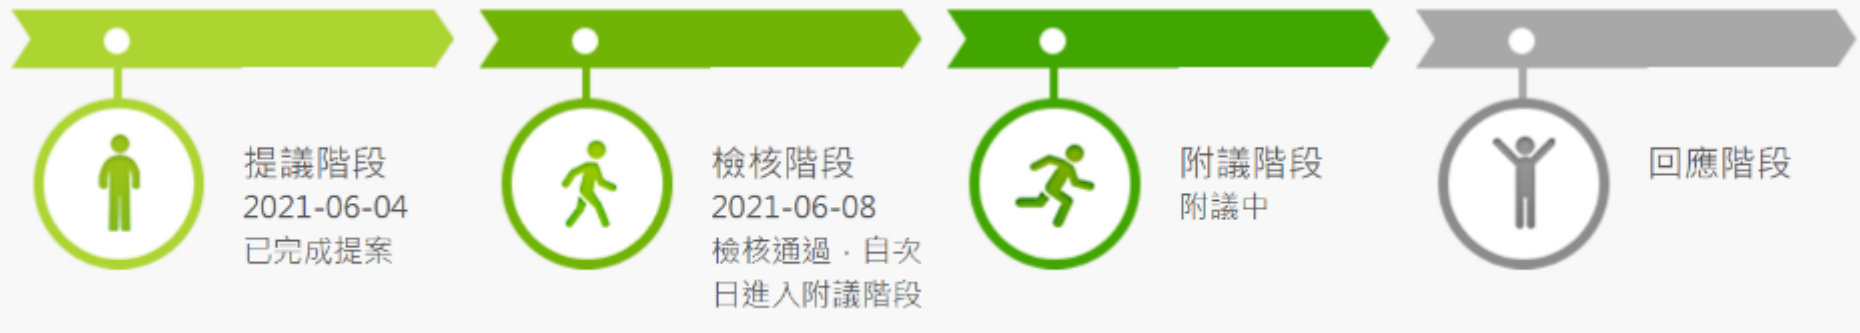 提議階段
2021-06-04
已完成提案
檢核階段
2021-06-08
檢核通過，自次
日進入附議階段
附議階段
附議中
回應階段